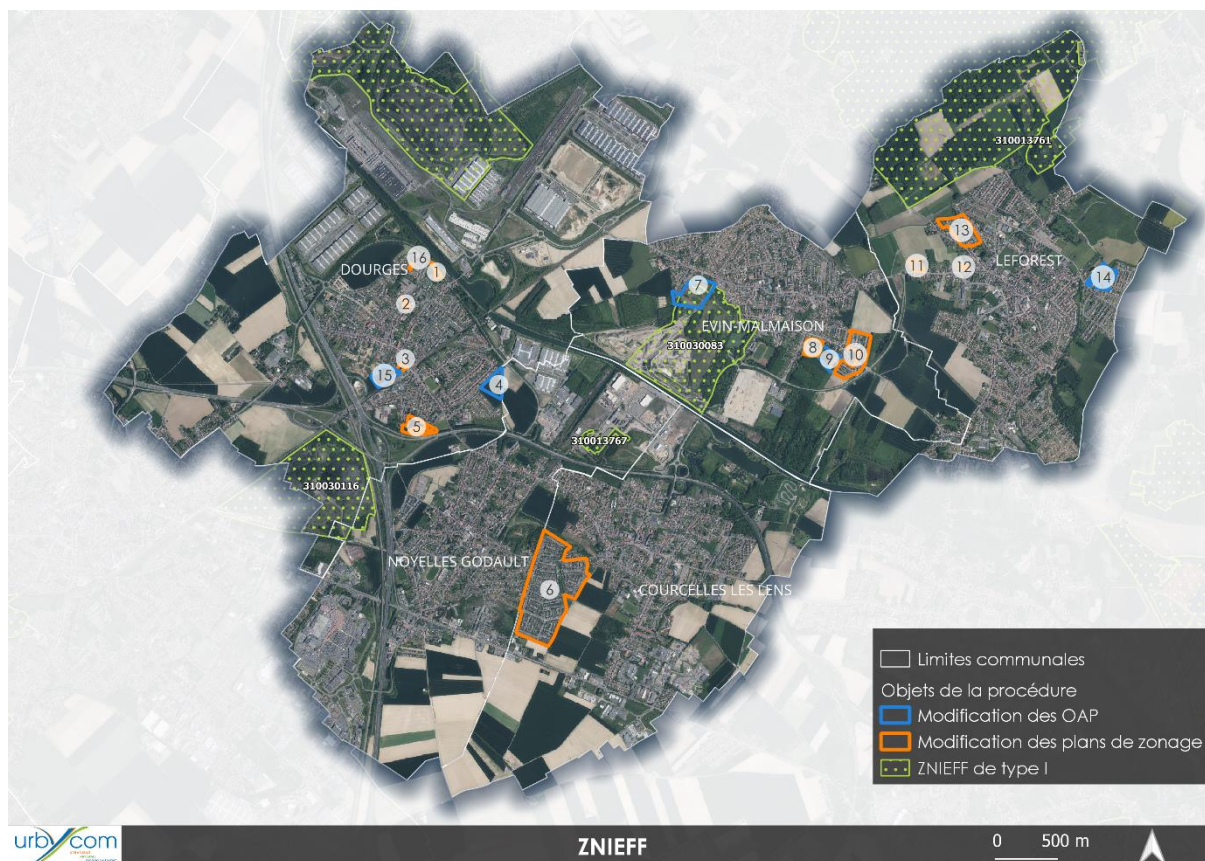 310013761
13
LEFOREST
16
DOURGES
1
11
12
14
2
7
EVIN-MALMAISON
310030083
8
9
10
3
15
4
5
310013767
310030116
NOYELLES GODAULT
6
COURCELLES LES LENS
Limites communales
Objets de la procédure
Modification des OAP
Modification des plans de zonage
ZNIEFF de type I
urbycom
ZNIEFF
0 500 m